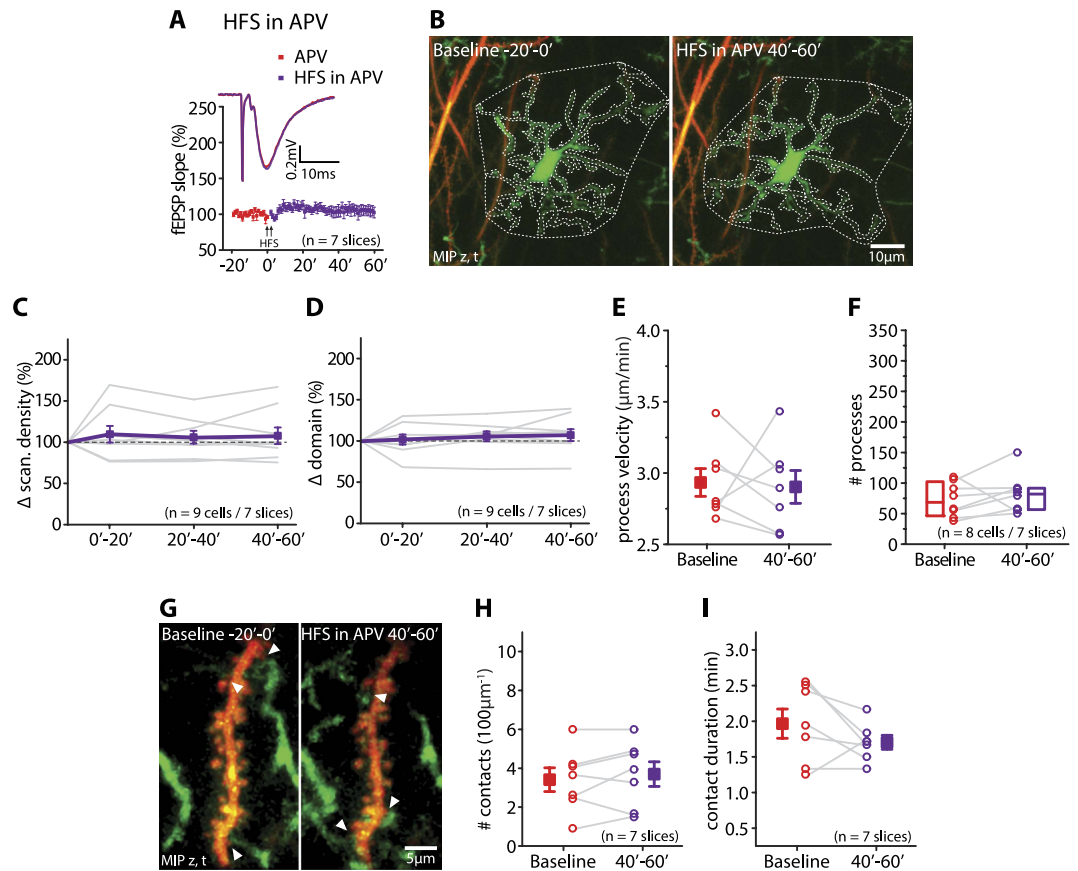 A HFS in APV
APV
HFS in APV
fEPSP slope (%)
250
200
150
100
50
0.2mV
10ms
HFS
(n = 7 slices)
-20' 0' 20' 40' 60'
B
Baseline -20'-0'
MIP z, t
HFS in APV 40'-60'
10µm
C
Δ scan. density (%)
200
150
100
50
0
(n = 9 cells / 7 slices)
0'-20' 20'-40' 40'-60'
D
Δ domain (%)
200
150
100
50
0
(n = 9 cells / 7 slices)
0'-20' 20'-40' 40'-60'
E
process velocity (µm/min)
4.0
3.5
3.0
2.5
Baseline 40'-60'
F
# processes
350
300
250
200
150
100
50
0
(n = 8 cells / 7 slices)
Baseline 40'-60'
G
Baseline -20'-0'
MIP z, t
HFS in APV 40'-60'
5µm
H
# contacts (100µm⁻¹)
10
8
6
4
2
0
(n = 7 slices)
Baseline 40'-60'
I
contact duration (min)
3.0
2.5
2.0
1.5
1.0
0.5
(n = 7 slices)
Baseline 40'-60'